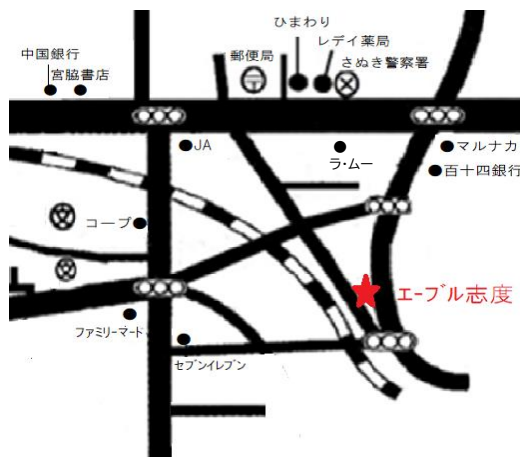 ひまわり
レデイ薬局
郵便局
さぬき警察署
中国銀行
宮脇書店
JA
ラ・ムー
マルナカ
百十四銀行
コープ
エーブル志度
ファミリーマード
セブンイレブン